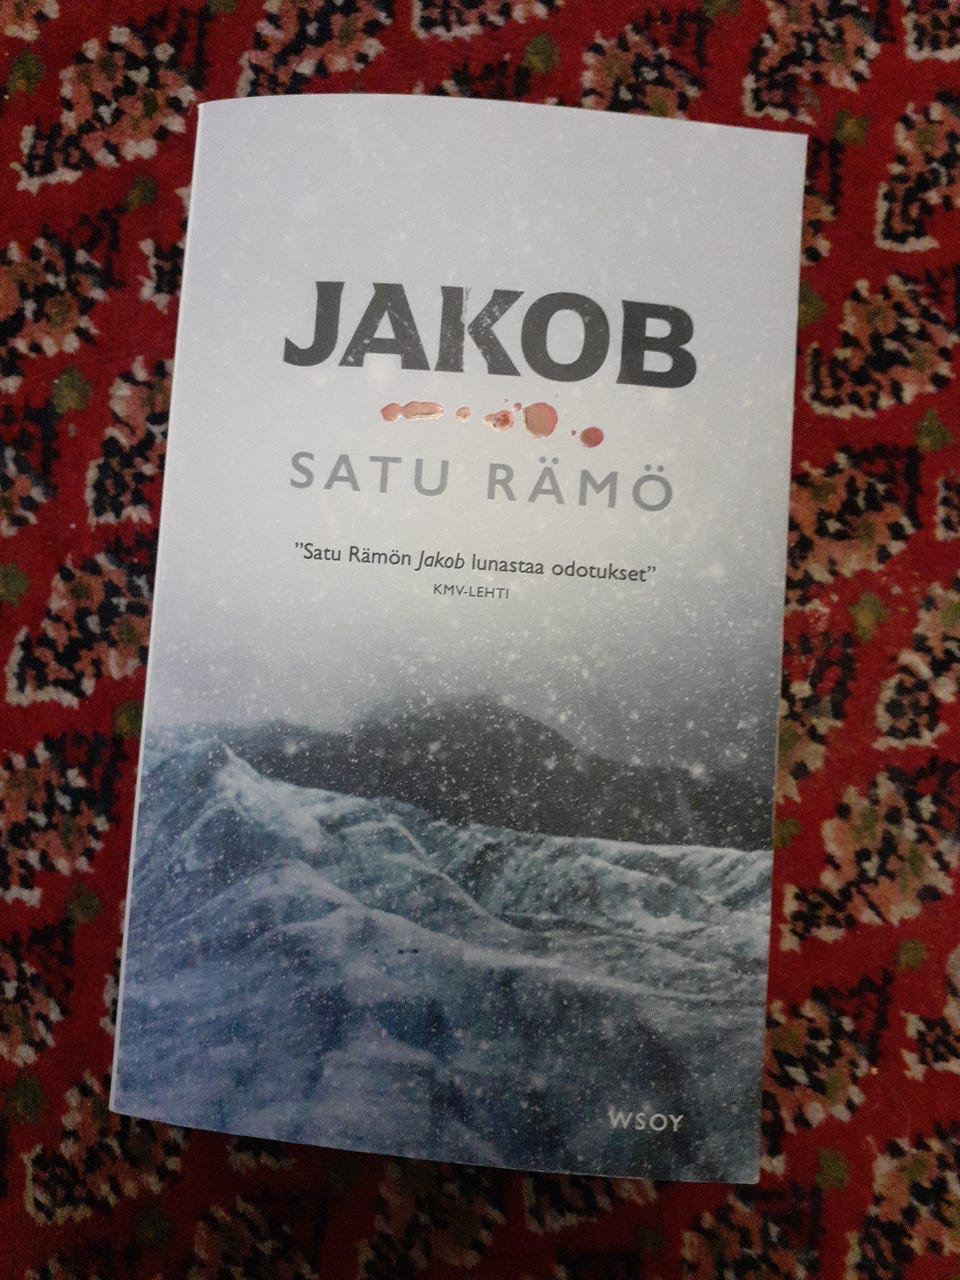 JAKOB
SATU RÄMÖ
”Satu Rämön Jakob lunastaa odotukset”
KMV-LEHTI
WSOY